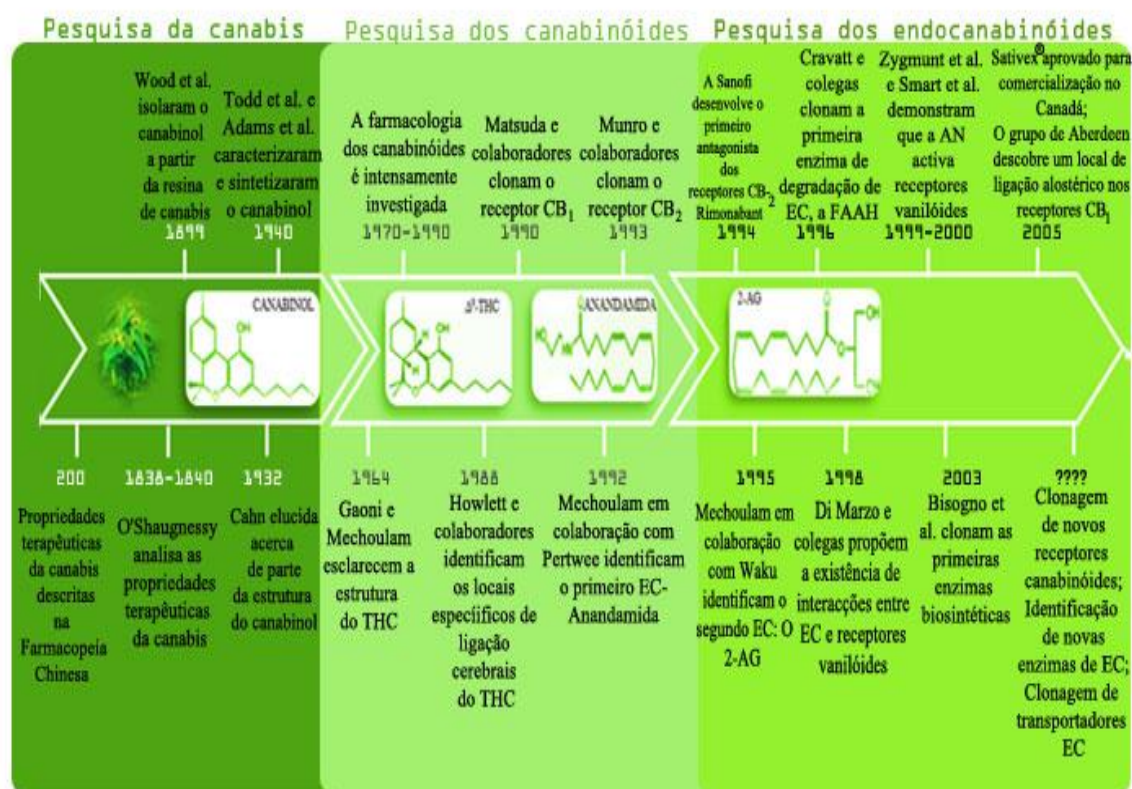 Pesquisa da canabis
Pesquisa dos canabinóides
Pesquisa dos endocanabinóides
Wood et al.
isolaram o
canabinol
a partir
da resina
de canabis
1899
Todd et al. e
Adams et al.
caracterizaram
e sintetizaram
o canabinol
1940
A farmacologia
dos canabinóides
é intensamente
investigada
1970-1990
Matsuda e
colaboradores
clonam o
receptor CB1
1990
Munro e
colaboradores
clonam o
receptor CB2
1993
A Sanofi
desenvolve o
primeiro
antagonista
dos
receptores CB-2
Rimonabant
1994
Cravatt e
colegas
clonam a
primeira
enzima de
degradação de
EC, a FAAH
1996
Zygmunt et al.
e Smart et al.
demonstram
que a AN
activa
receptores
vanilóides
1999-2000
Sativex® aprovado para
comercialização no
Canadá;
O grupo de Aberdeen
descobre um local de
ligação alostérico nos
receptores CB1
2005
CANABINOL
OH
O
Δ9-THC
OH
H
H
O
ANANDAMIDA
O
HO
NH
2-AG
O
O
OH
OH
200
Propriedades
terapêuticas
da canabis
descritas
na
Farmacopeia
Chinesa
1838-1840
O'Shaugnessy
analisa as
propriedades
terapêuticas
da canabis
1932
Cahn elucida
acerca
de parte
da estrutura
do canabinol
1964
Gaoni e
Mechoulam
esclarecem a
estrutura
do THC
1988
Howlett e
colaboradores
identificam
os locais
especíificos de
ligação
cerebrais
do THC
1992
Mechoulam em
colaboração com
Pertwee identificam
o primeiro EC-
Anandamida
1995
Mechoulam em
colaboração
com Waku
identifikam o
segundo EC: O
2-AG
1998
Di Marzo e
colegas propõem
a existência de
interacções entre
EC e receptores
vanilóides
2003
Bisogno et
al. clonam as
primeiras
enzimas
biosintéticas
????
Clonagem
de novos
receptores
canabinóides;
Identificação
de novas
enzimas de EC;
Clonagem de
transportadores
EC